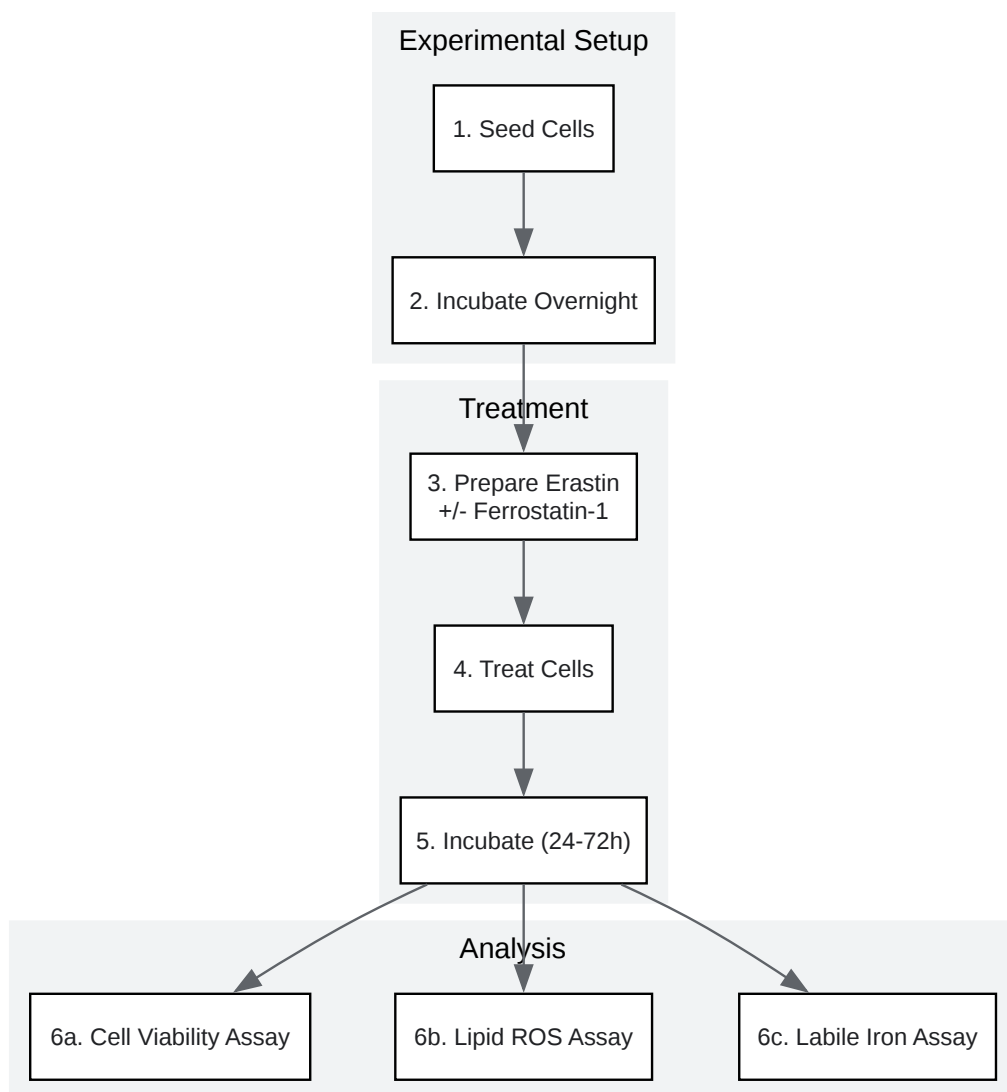 Experimental Setup
1. Seed Cells
2. Incubate Overnight
Treatment
3. Prepare Erastin
+/- Ferrostatin-1
4. Treat Cells
5. Incubate (24-72h)
Analysis
6a. Cell Viability Assay
6b. Lipid ROS Assay
6c. Labile Iron Assay